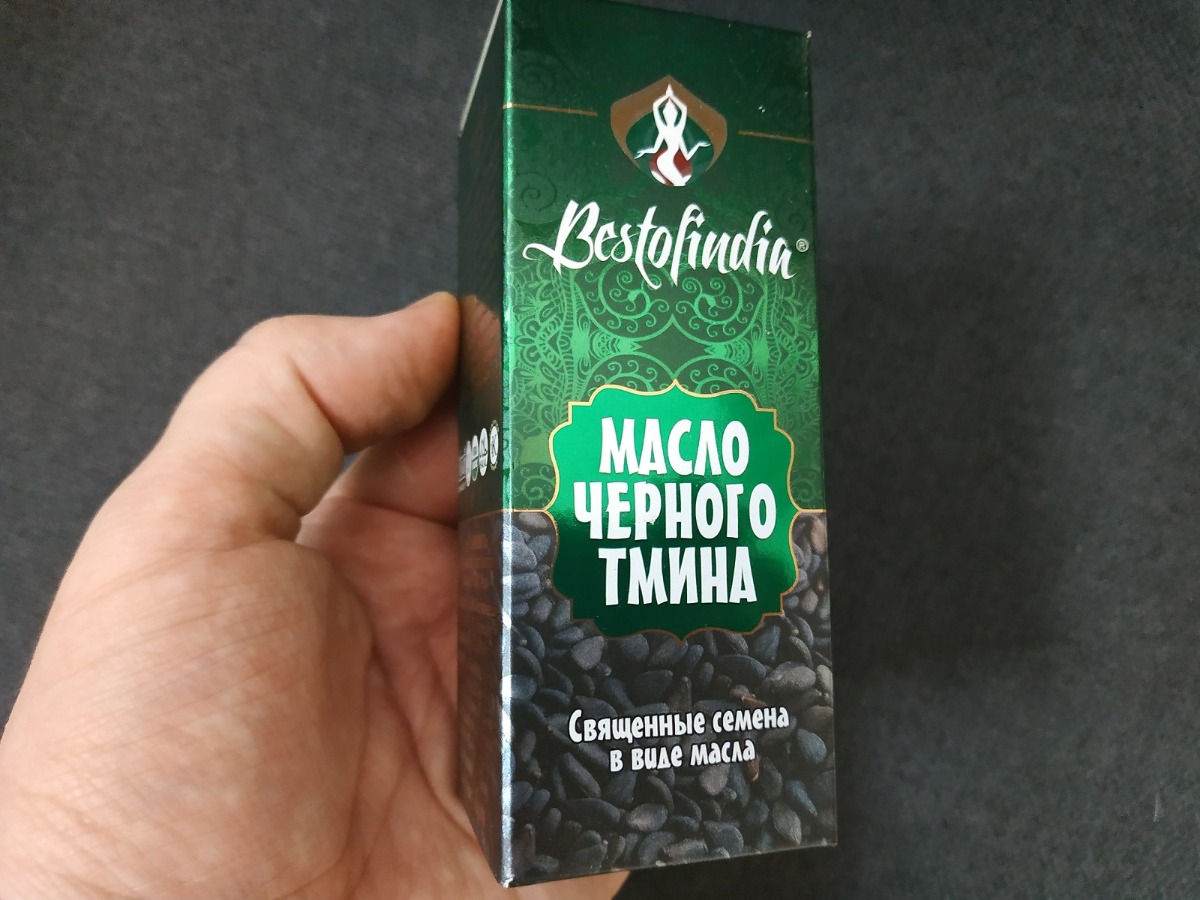 Bestofindia®
МАСЛО
ЧЕРНОГО
ТМИНА
Священные семена
в виде масла